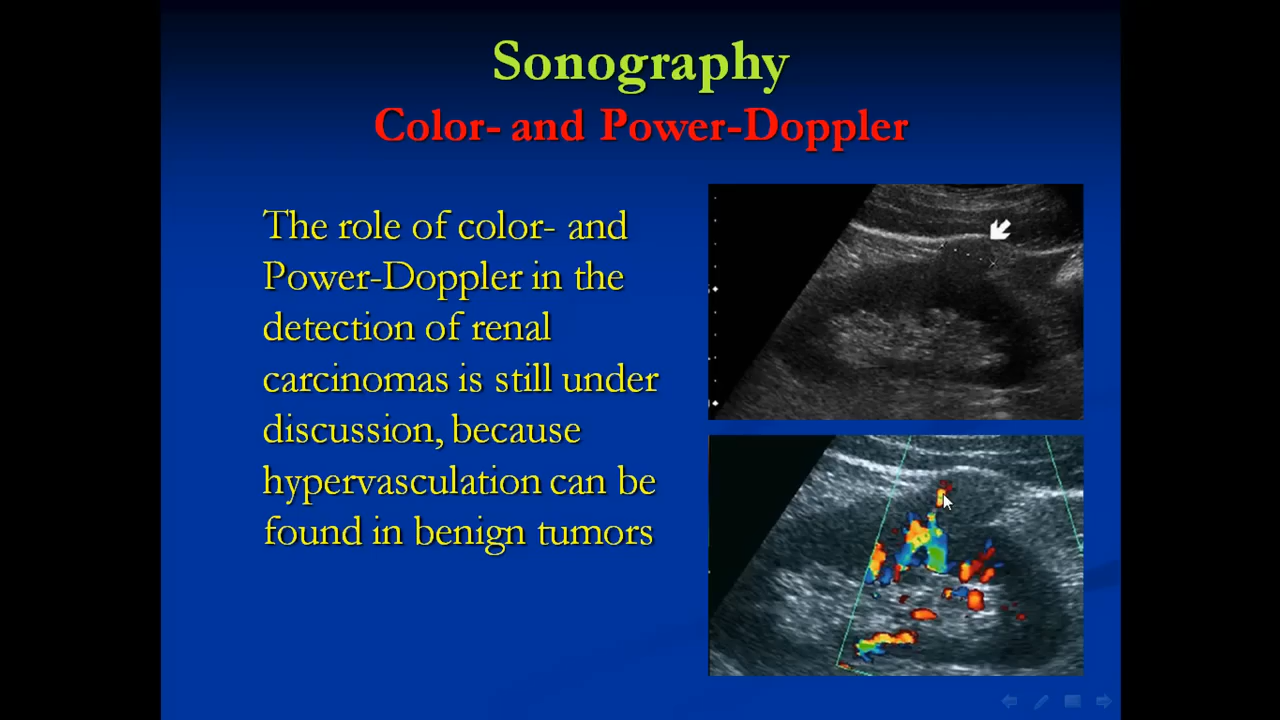 Sonography
Color- and Power-Doppler
The role of color- and
Power-Doppler in the
detection of renal
carcinomas is still under
discussion, because
hypervasculation can be
found in benign tumors